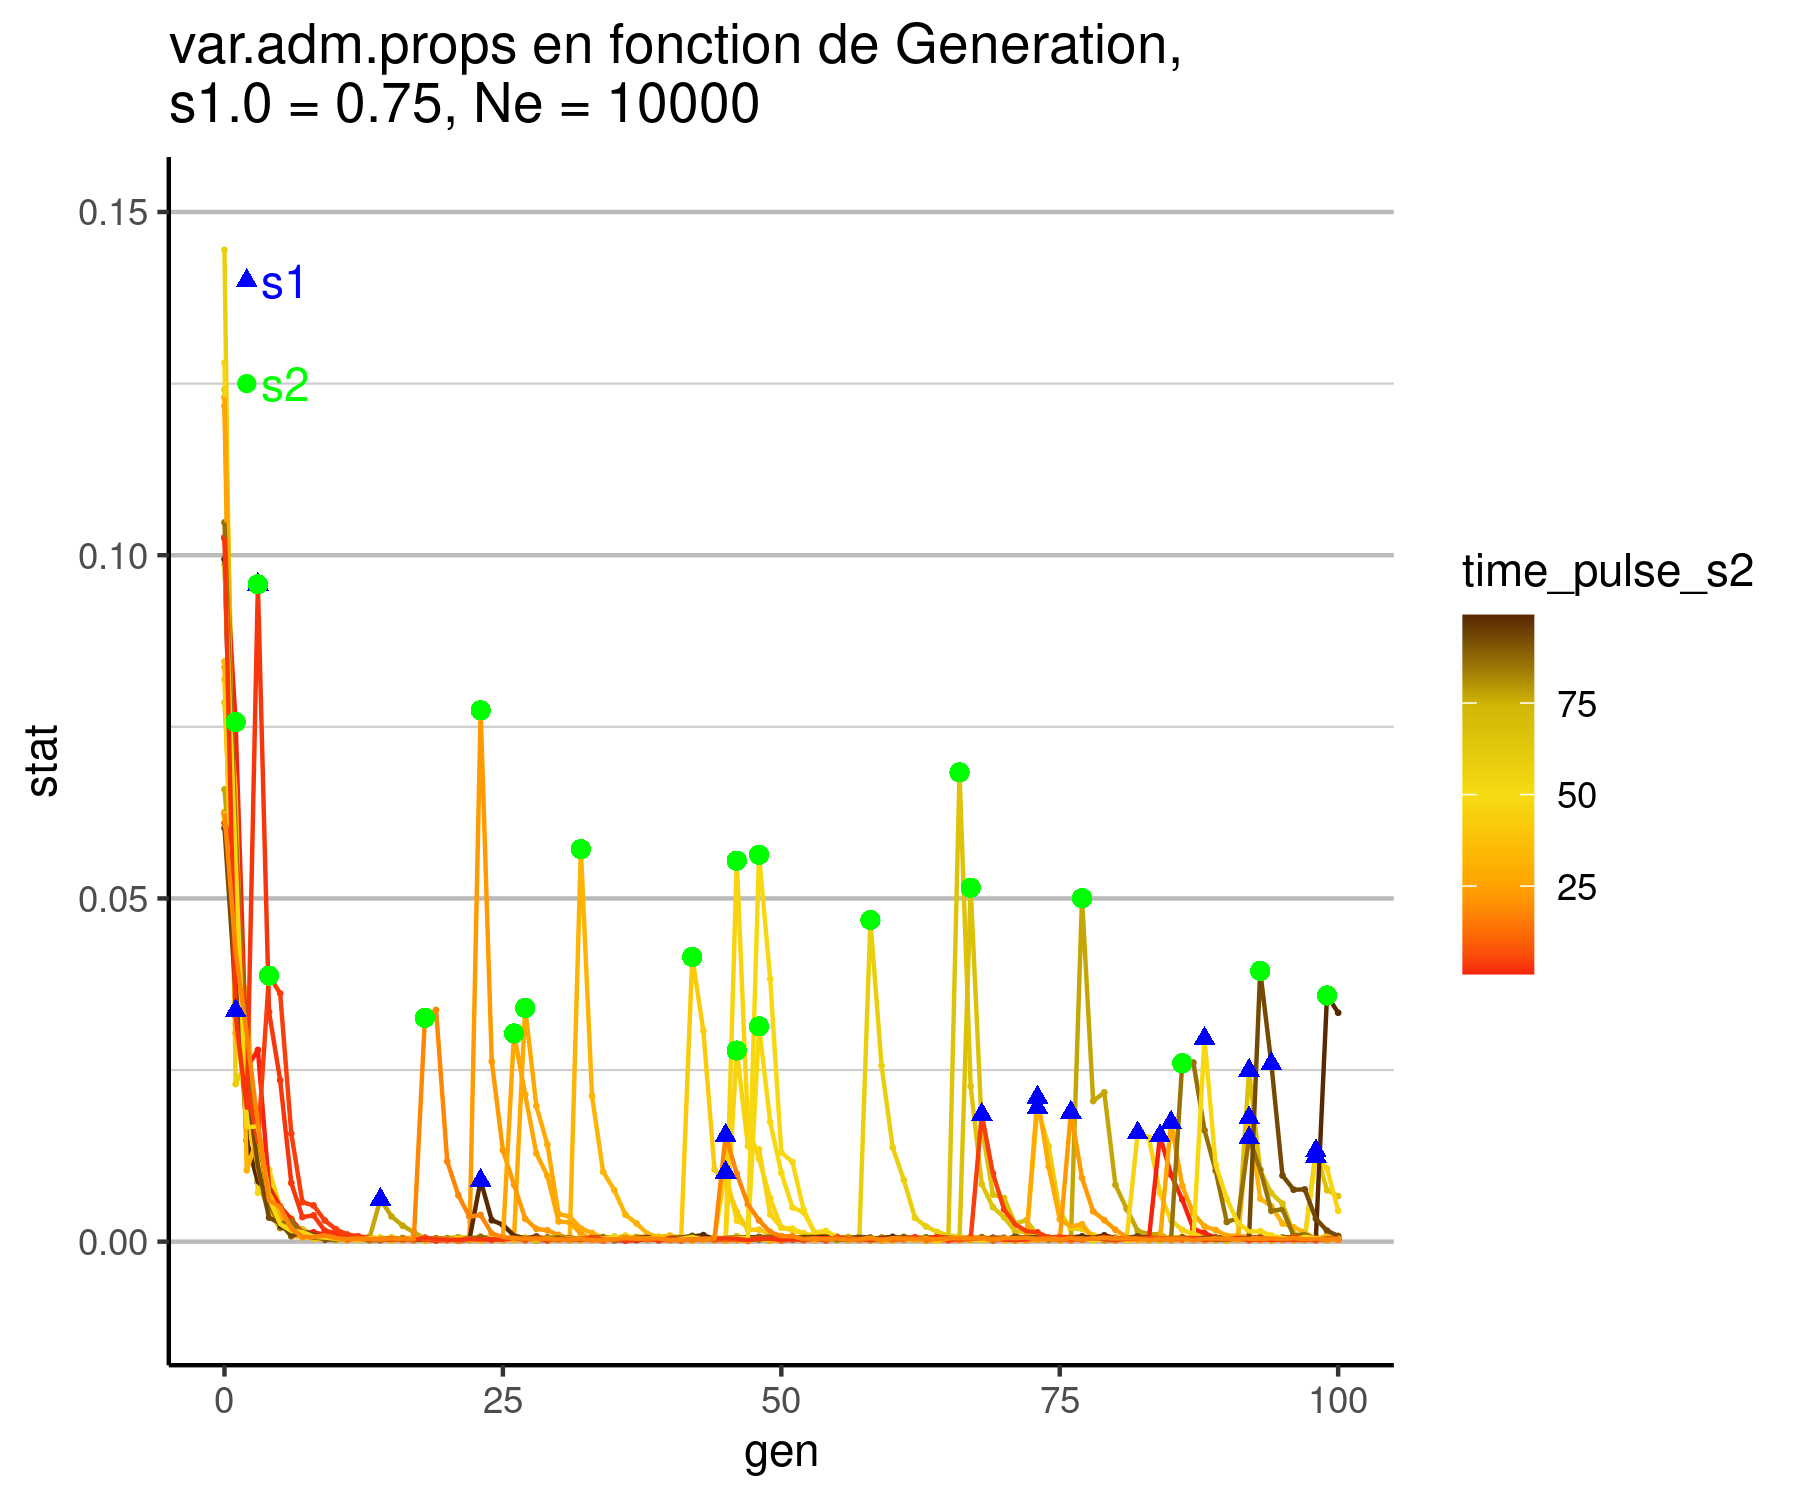 var.adm.props en fonction de Generation,
s1.0 = 0.75, Ne = 10000
0.15
0.10
0.05
0.00
stat
s1
s2
0
25
50
75
100
gen
time_pulse_s2
75
50
25